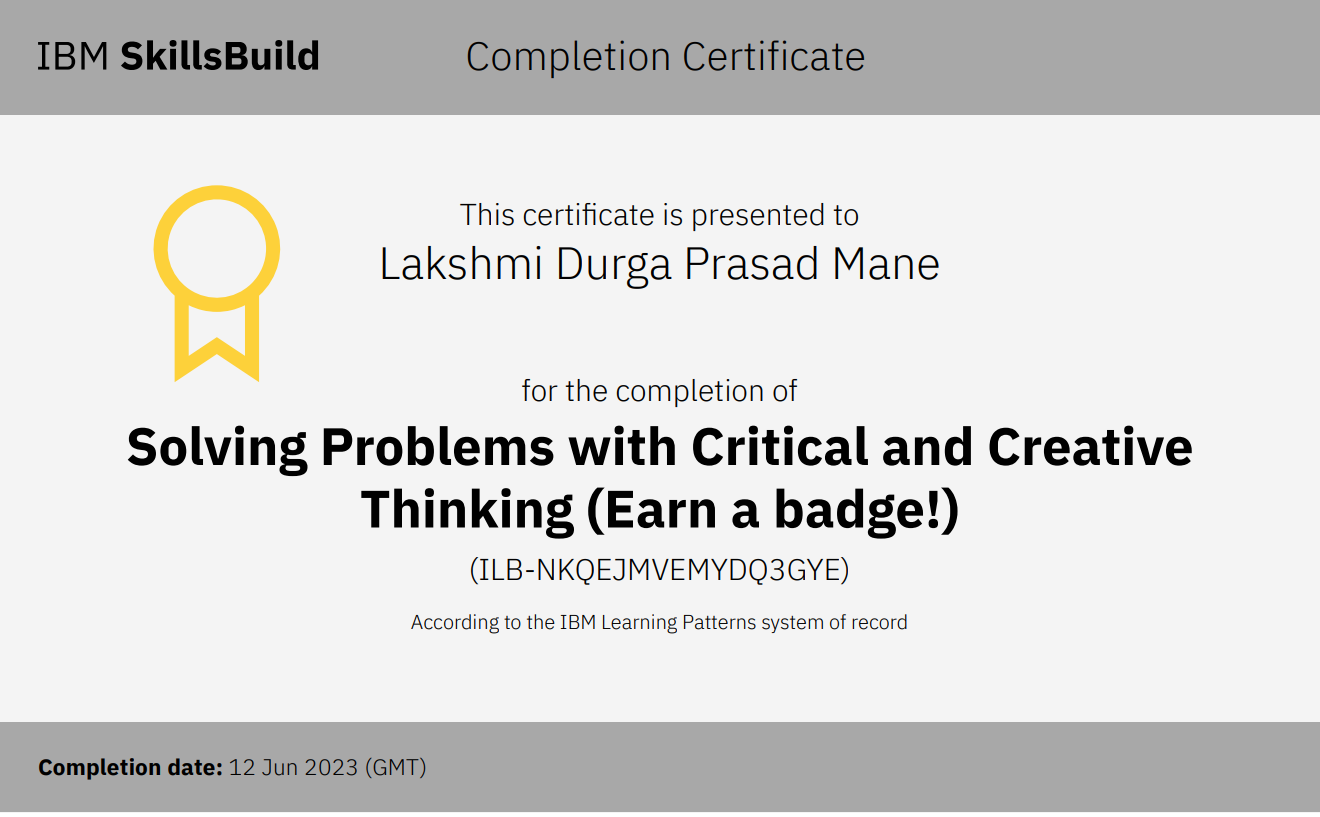 IBM SkillsBuild
Completion Certificate
This certificate is presented to
Lakshmi Durga Prasad Mane
for the completion of
Solving Problems with Critical and Creative
Thinking (Earn a badge!)
(ILB-NKQEJMVEMYDQ3GYE)
According to the IBM Learning Patterns system of record
Completion date: 12 Jun 2023 (GMT)